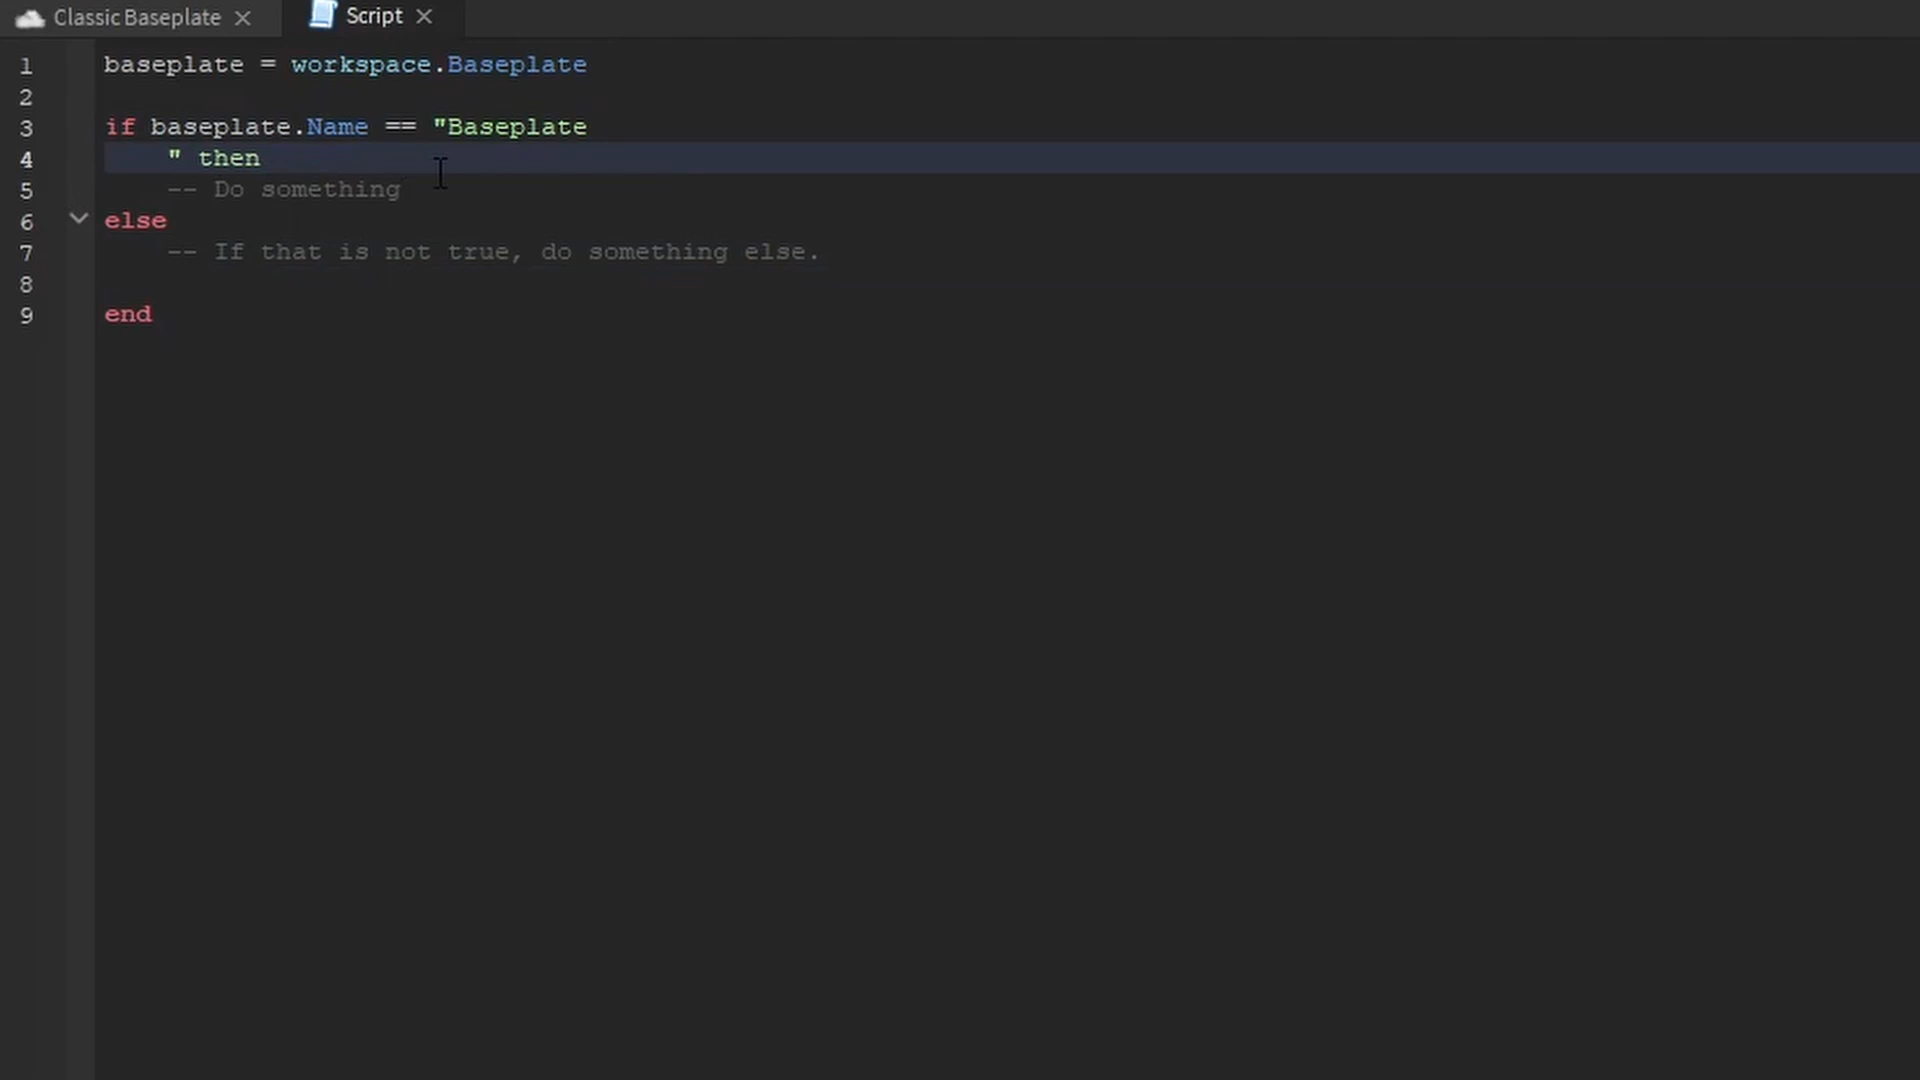 Classic Baseplate
Script
1 baseplate = workspace.Baseplate
2
3 if baseplate.Name == "Baseplate
4 " then
5 -- Do something
6 else
7 -- If that is not true, do something else.
8
9 end